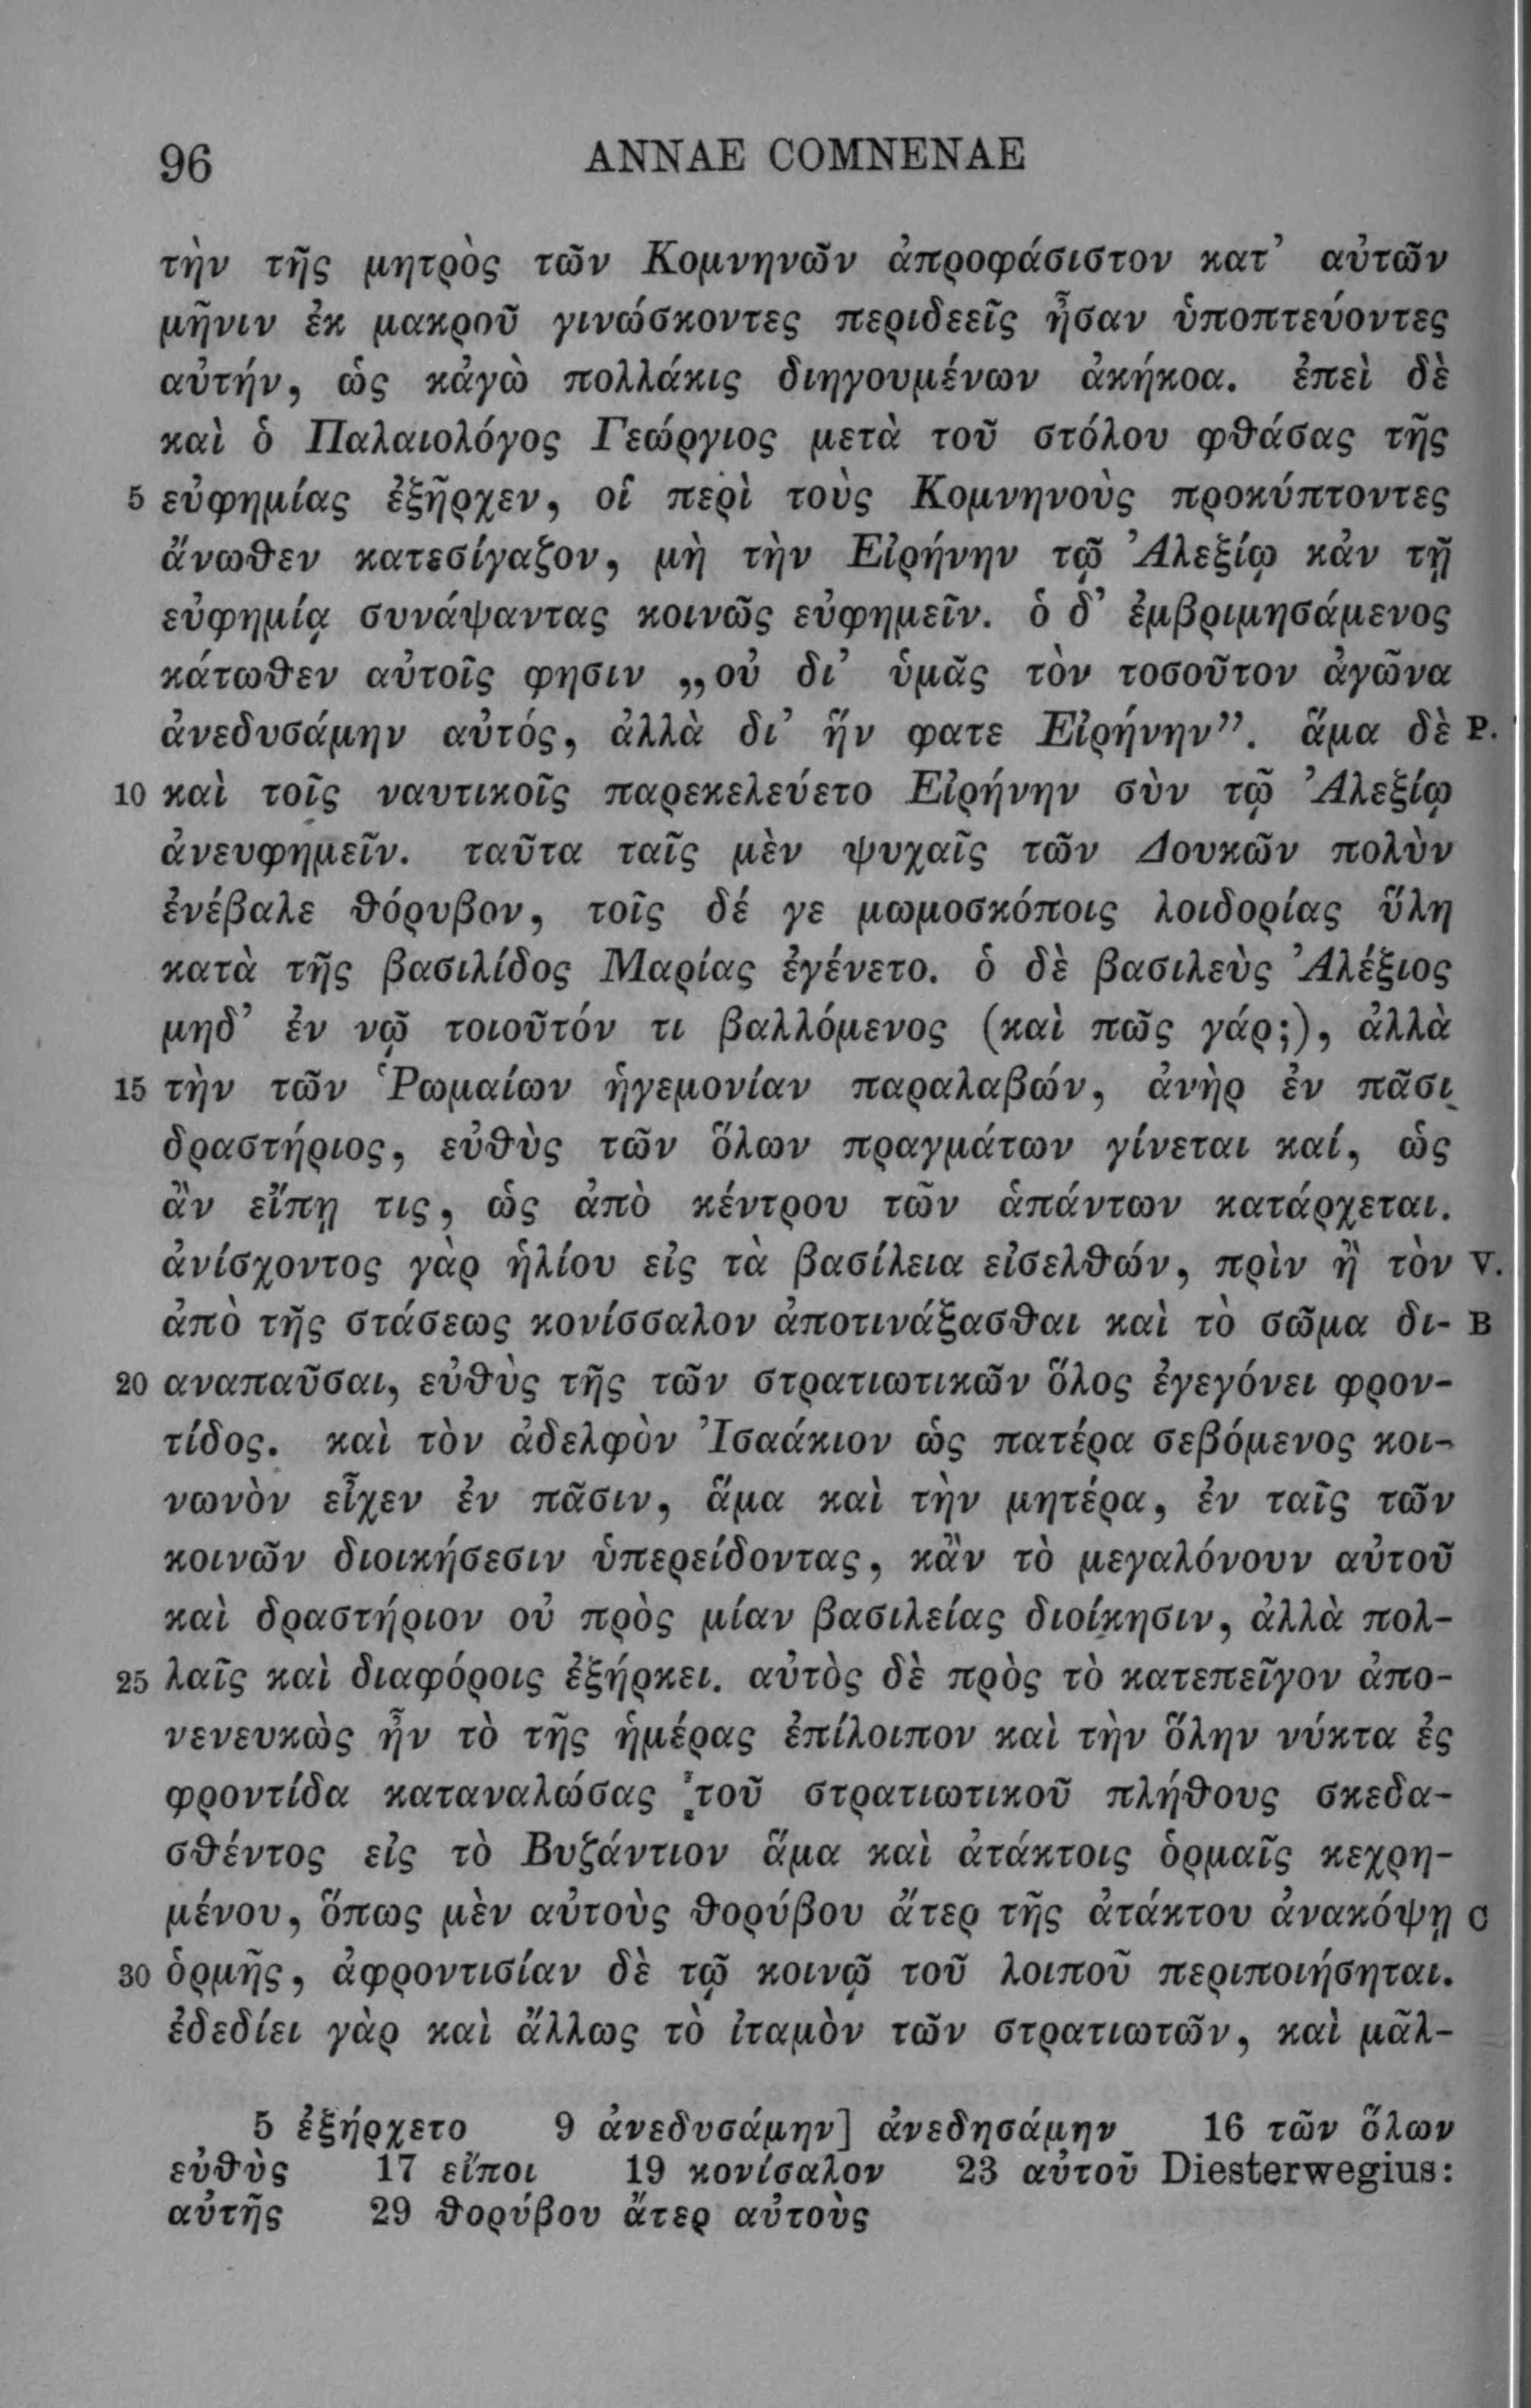 96 ANNAE COMNENAE
τὴν τῆς μητρὸς τῶν Κομνηνῶν ἀπροφάσιστον κατ’ αὐτῶν
μῆνιν ἐκ μακροῦ γινώσκοντες περιδεεῖς ἦσαν ὑποπτεύοντες
αὐτήν, ὡς κἀγὼ πολλάκις διηγουμένων ἀκήκοα. ἐπεὶ δὲ
καὶ ὁ Παλαιολόγος Γεώργιος μετὰ τοῦ στόλου φθάσας τῆς
5 εὐφημίας ἐξῆρχεν, οἱ περὶ τοὺς Κομνηνοὺς προκύπτοντες
ἄνωθεν κατεσίγαζον, μὴ τὴν Εἰρήνην τῷ Ἀλεξίῳ κἀν τῇ
εὐφημίᾳ συνάψαντας κοινῶς εὐφημεῖν. ὁ δ’ ἐμβριμησάμενος
κάτωθεν αὐτοῖς φησιν „οὐ δι’ ὑμᾶς τὸν τοσοῦτον ἀγῶνα
ἀνεδυσάμην αὐτός, ἀλλὰ δι’ ἥν φατε Εἰρήνην”. ἅμα δὲ P.
10 καὶ τοῖς ναυτικοῖς παρεκελεύετο Εἰρήνην σὺν τῷ Ἀλεξίῳ
ἀνευφημεῖν. ταῦτα ταῖς μὲν ψυχαῖς τῶν Δουκῶν πολὺν
ἐνέβαλε θόρυβον, τοῖς δέ γε μωμοσκόποις λοιδορίας ὕλη
κατὰ τῆς βασιλίδος Μαρίας ἐγένετο. ὁ δὲ βασιλεὺς Ἀλέξιος
μηδ’ ἐν νῷ τοιοῦτόν τι βαλλόμενος (καὶ πῶς γάρ;), ἀλλὰ
15 τὴν τῶν Ῥωμαίων ἡγεμονίαν παραλαβών, ἀνὴρ ἐν πᾶσι
δραστήριος, εὐθὺς τῶν ὅλων πραγμάτων γίνεται καί, ὡς
ἂν εἴπῃ τις, ὡς ἀπὸ κέντρου τῶν ἁπάντων κατάρχεται.
ἀνίσχοντος γὰρ ἡλίου εἰς τὰ βασίλεια εἰσελθών, πρὶν ἢ τὸν V.
ἀπὸ τῆς στάσεως κονίσσαλον ἀποτινάξασθαι καὶ τὸ σῶμα δι- B
20 αναπαῦσαι, εὐθὺς τῆς τῶν στρατιωτικῶν ὅλος ἐγεγόνει φρον-
τίδος. καὶ τὸν ἀδελφὸν Ἰσαάκιον ὡς πατέρα σεβόμενος κοι-
νωνὸν εἶχεν ἐν πᾶσιν, ἅμα καὶ τὴν μητέρα, ἐν ταῖς τῶν
κοινῶν διοικήσεσιν ὑπερείδοντας, κἂν τὸ μεγαλόνουν αὐτοῦ
καὶ δραστήριον οὐ πρὸς μίαν βασιλείας διοίκησιν, ἀλλὰ πολ-
25 λαῖς καὶ διαφόροις ἐξήρκει. αὐτὸς δὲ πρὸς τὸ κατεπεῖγον ἀπο-
νενευκὼς ἦν τὸ τῆς ἡμέρας ἐπίλοιπον καὶ τὴν ὅλην νύκτα ἐς
φροντίδα καταναλώσας τοῦ στρατιωτικοῦ πλήθους σκεδα-
σθέντος εἰς τὸ Βυζάντιον ἅμα καὶ ἀτάκτοις ὁρμαῖς κεχρη-
μένου, ὅπως μὲν αὐτοὺς θορύβου ἄτερ τῆς ἀτάκτου ἀνακόψῃ C
30 ὁρμῆς, ἀφροντισίαν δὲ τῷ κοινῷ τοῦ λοιποῦ περιποιήσηται.
ἐδεδίει γὰρ καὶ ἄλλως τὸ ἰταμὸν τῶν στρατιωτῶν, καὶ μᾶλ-
5 ἐξήρχετο 9 ἀνεδυσάμην] ἀνεδησάμην 16 τῶν ὅλων
εὐθὺς 17 εἴποι 19 κονίσαλον 23 αὐτοῦ Diesterwegius:
αὐτῆς 29 θορύβου ἄτερ αὐτοὺς